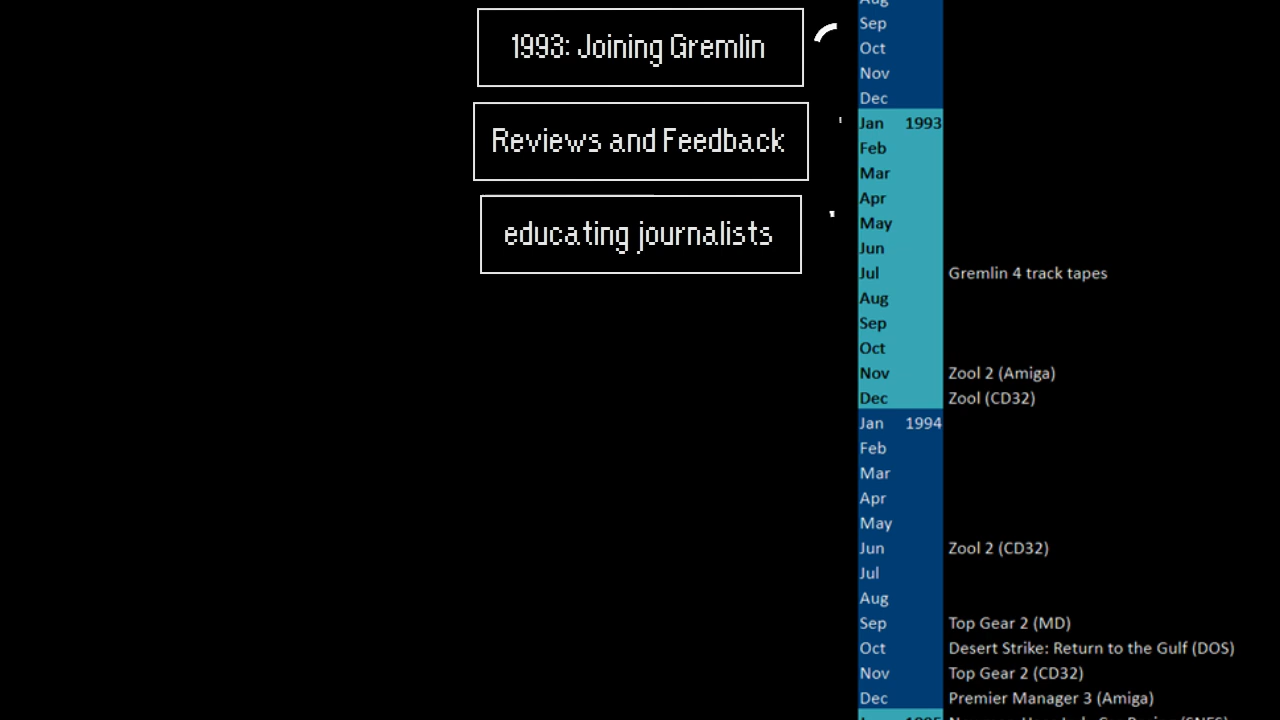 1993: Joining Gremlin
Reviews and Feedback
educating journalists
Aug
Sep
Oct
Nov
Dec
Jan 1993
Feb
Mar
Apr
May
Jun
Jul Gremlin 4 track tapes
Aug
Sep
Oct
Nov Zool 2 (Amiga)
Dec Zool (CD32)
Jan 1994
Feb
Mar
Apr
May
Jun Zool 2 (CD32)
Jul
Aug
Sep Top Gear 2 (MD)
Oct Desert Strike: Return to the Gulf (DOS)
Nov Top Gear 2 (CD32)
Dec Premier Manager 3 (Amiga)
Jan 1995